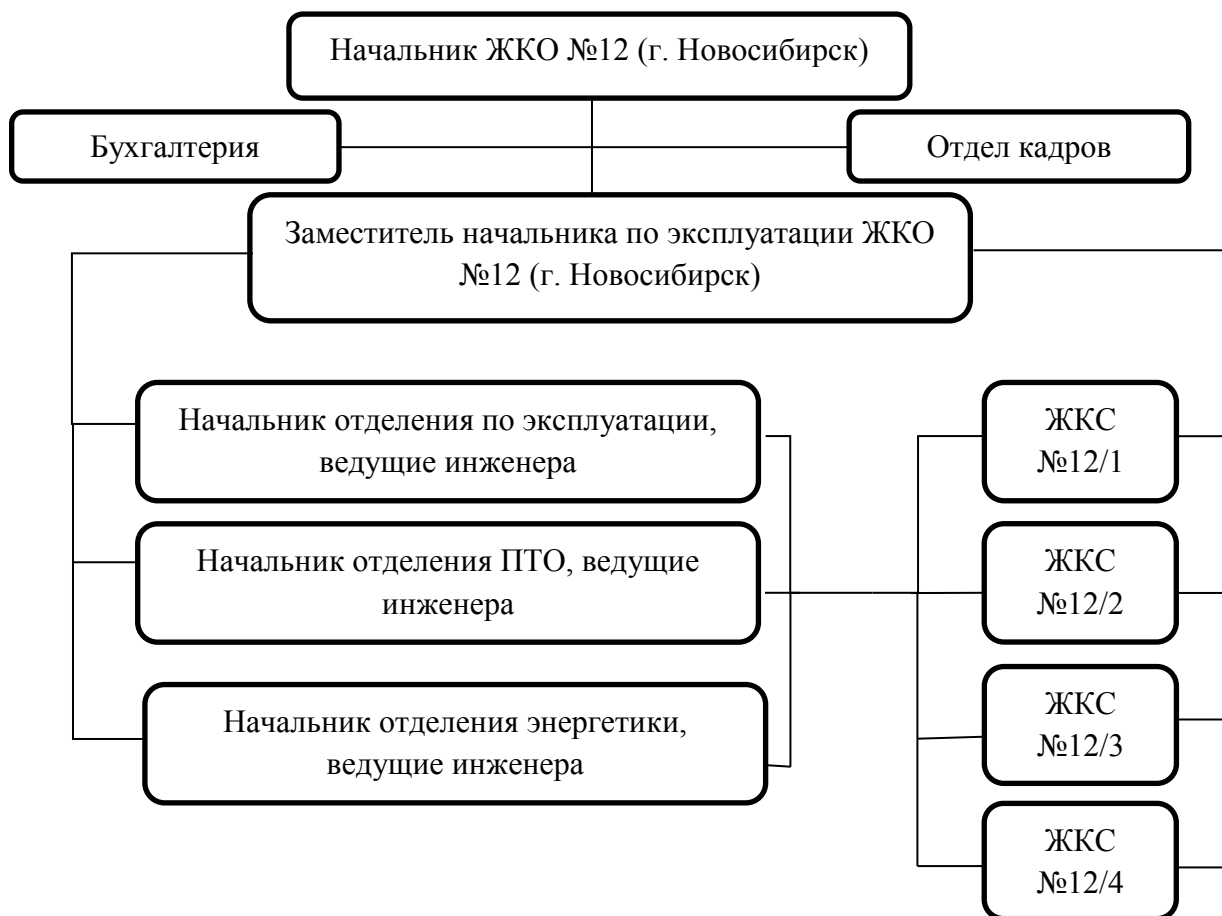 Начальник ЖКО №12 (г. Новосибирск)
Бухгалтерия
Отдел кадров
Заместитель начальника по эксплуатации ЖКО
№12 (г. Новосибирск)
Начальник отделения по эксплуатации,
ведущие инженера
ЖКС
№12/1
Начальник отделения ПТО, ведущие
инженера
ЖКС
№12/2
Начальник отделения энергетики,
ведущие инженера
ЖКС
№12/3
ЖКС
№12/4